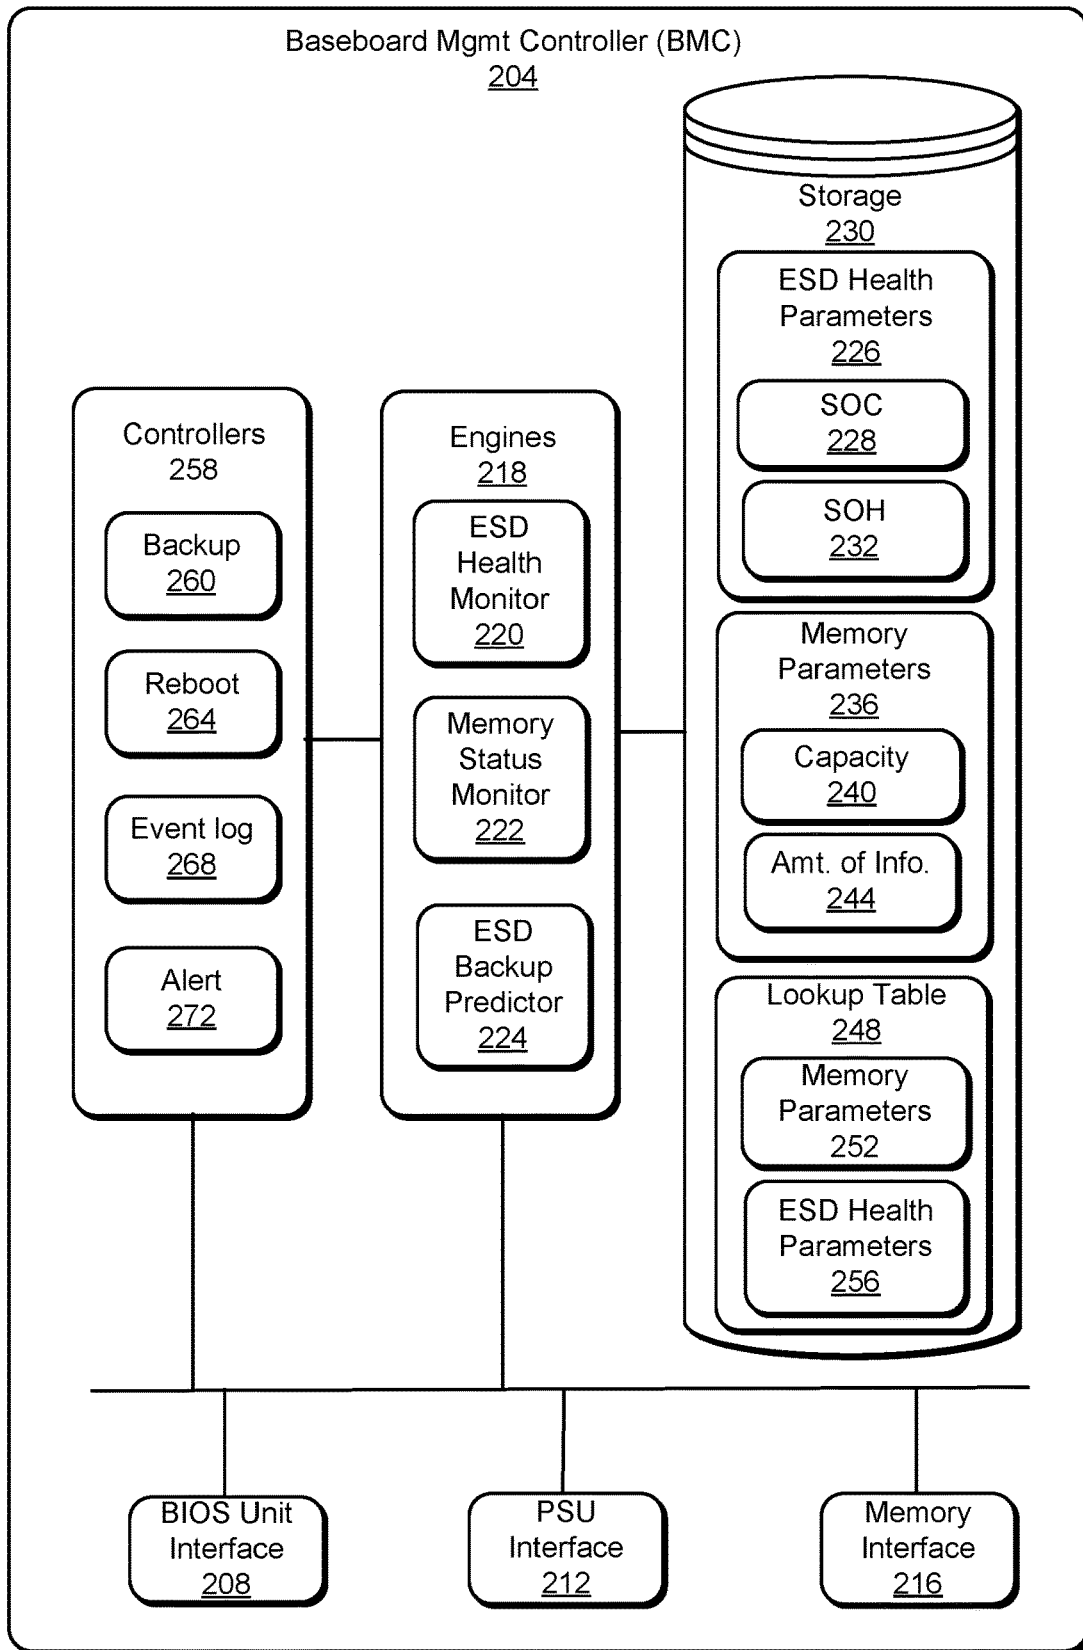 Baseboard Mgmt Controller (BMC)
204
Controllers
258
Backup
260
Reboot
264
Event log
268
Alert
272
Engines
218
ESD
Health
Monitor
220
Memory
Status
Monitor
222
ESD
Backup
Predictor
224
Storage
230
ESD Health
Parameters
226
SOC
228
SOH
232
Memory
Parameters
236
Capacity
240
Amt. of Info.
244
Lookup Table
248
Memory
Parameters
252
ESD Health
Parameters
256
BIOS Unit
Interface
208
PSU
Interface
212
Memory
Interface
216